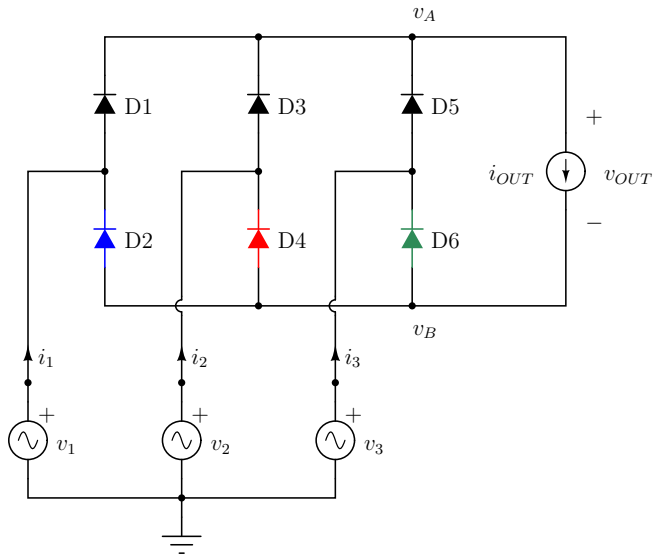 v_A
D1 D3 D5
+
i_OUT v_OUT
D2 D4 D6
−
v_B
i_1 i_2 i_3
+ + +
v_1 v_2 v_3